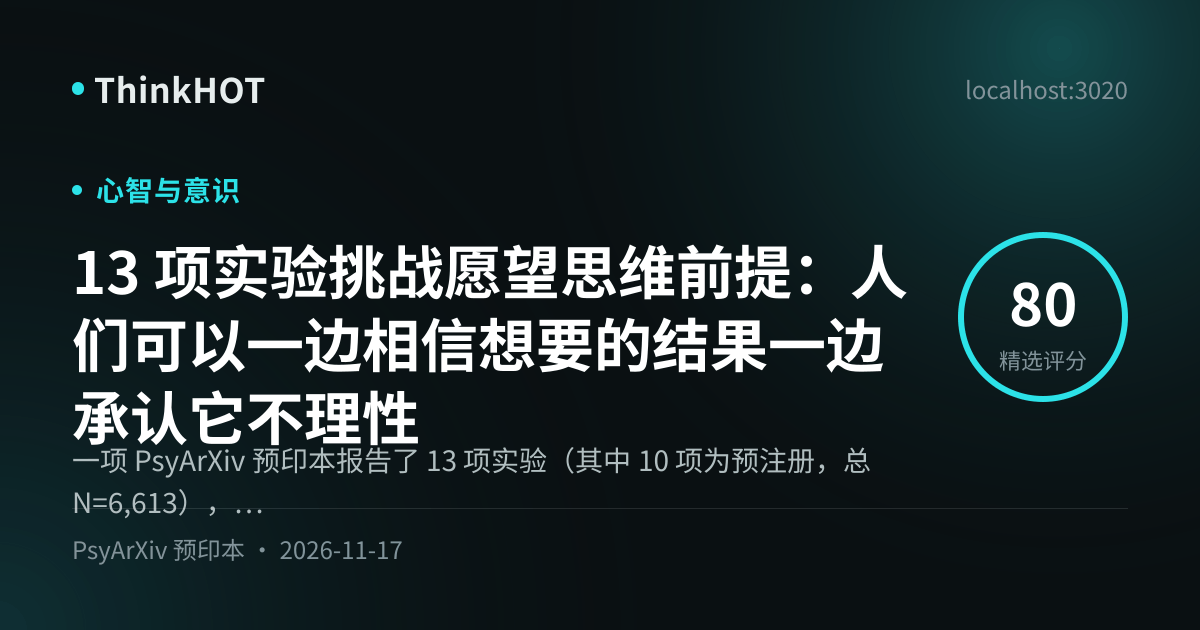 ThinkHOT
localhost:3020
心智与意识
13 项实验挑战愿望思维前提：人
们可以一边相信想要的结果一边
承认它不理性
80
精选评分
一项 PsyArXiv 预印本报告了 13 项实验（其中 10 项为预注册，总
N=6,613），…
PsyArXiv 预印本 · 2026-11-17